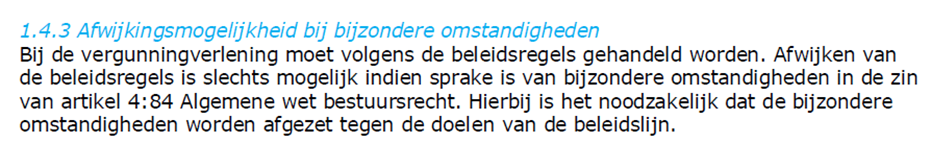 1.4.3 Afwijkingsmogelijkheid bij bijzondere omstandigheden
Bij de vergunningverlening moet volgens de beleidsregels gehandeld worden. Afwijken van
de beleidsregels is slechts mogelijk indien sprake is van bijzondere omstandigheden in de zin
van artikel 4:84 Algemene wet bestuursrecht. Hierbij is het noodzakelijk dat de bijzondere
omstandigheden worden afgezet tegen de doelen van de beleidslijn.